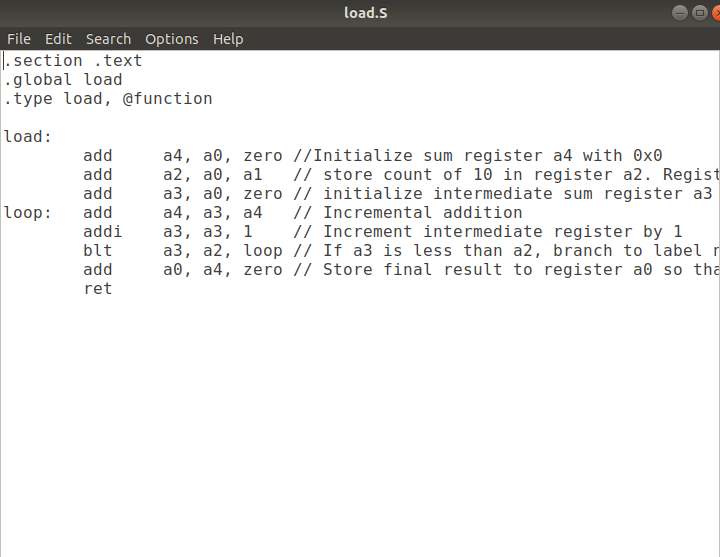 load.S
File Edit Search Options Help
.section .text
.global load
.type load, @function
load:
add a4, a0, zero //Initialize sum register a4 with 0x0
add a2, a0, a1 // store count of 10 in register a2. Regist
add a3, a0, zero // initialize intermediate sum register a3
loop: add a4, a3, a4 // Incremental addition
addi a3, a3, 1 // Increment intermediate register by 1
blt a3, a2, loop // If a3 is less than a2, branch to label
add a0, a4, zero // Store final result to register a0 so tha
ret